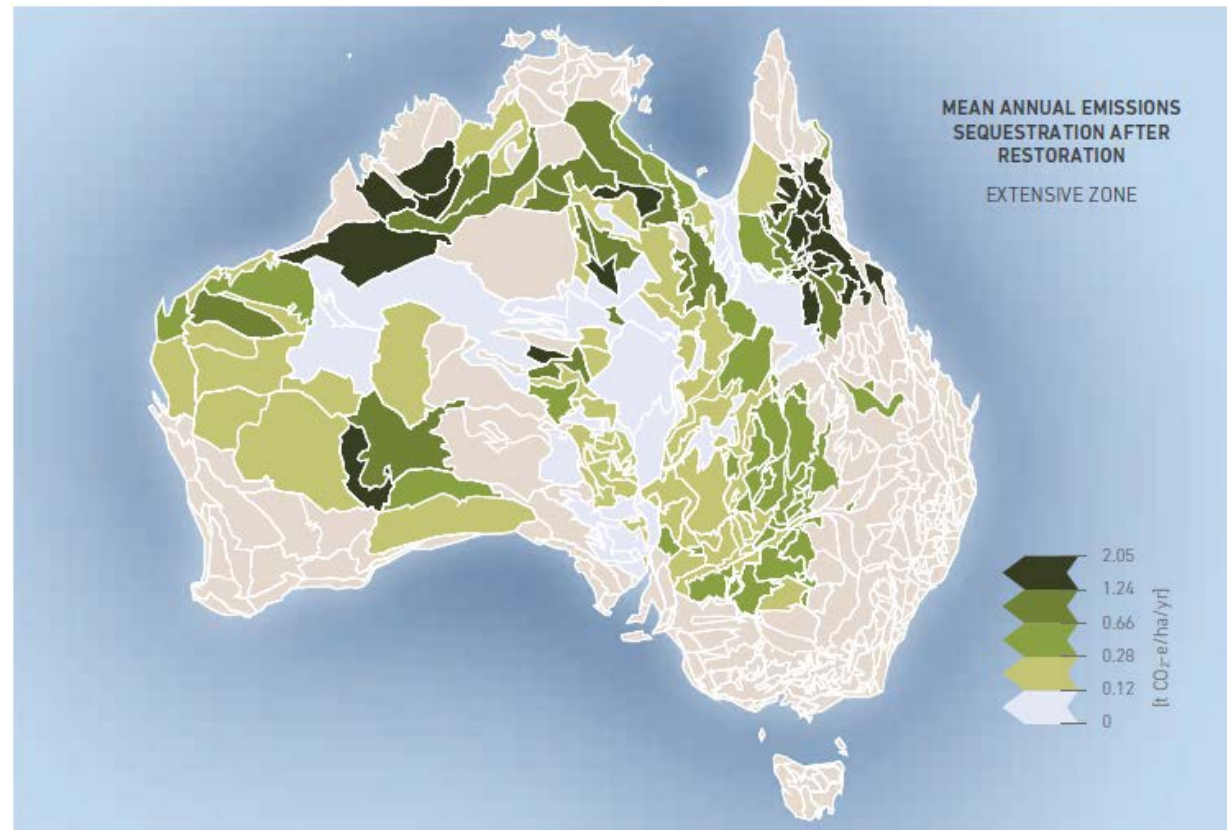 MEAN ANNUAL EMISSIONS
SEQUESTRATION AFTER
RESTORATION
EXTENSIVE ZONE
2.05
1.24
0.66
0.28
0.12
0
[t CO2-e/ha/yr]